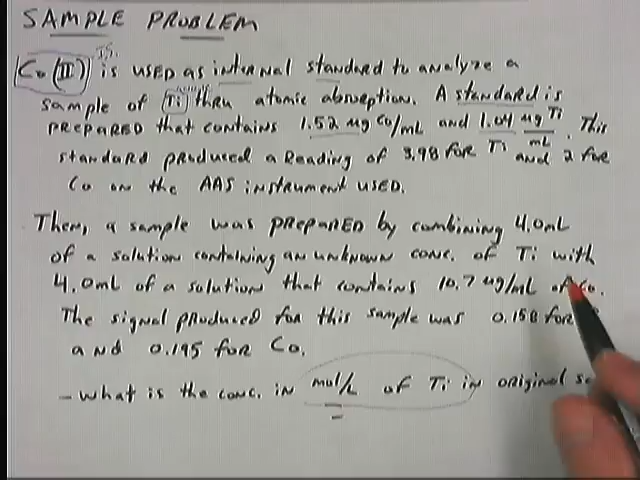 SAMPLE PROBLEM
IS.
Co(II) is used as internal standard to analyze a
sample of Ti thru atomic absorption. A standard is
PREPARED that contains 1.52 µg Co/mL and 1.04 µg Ti/mL. This
standard produced a Reading of 3.98 for Ti and 2 for
Co on the AAS instrument used.
Then, a sample was PREPARED by combining 4.0mL
of a solution containing an unknown conc. of Ti with
4.0mL of a solution that contains 10.7 µg/mL of Co.
The signal produced for this sample was 0.158 for
and 0.195 for Co.
- What is the conc. in mol/L of Ti in original